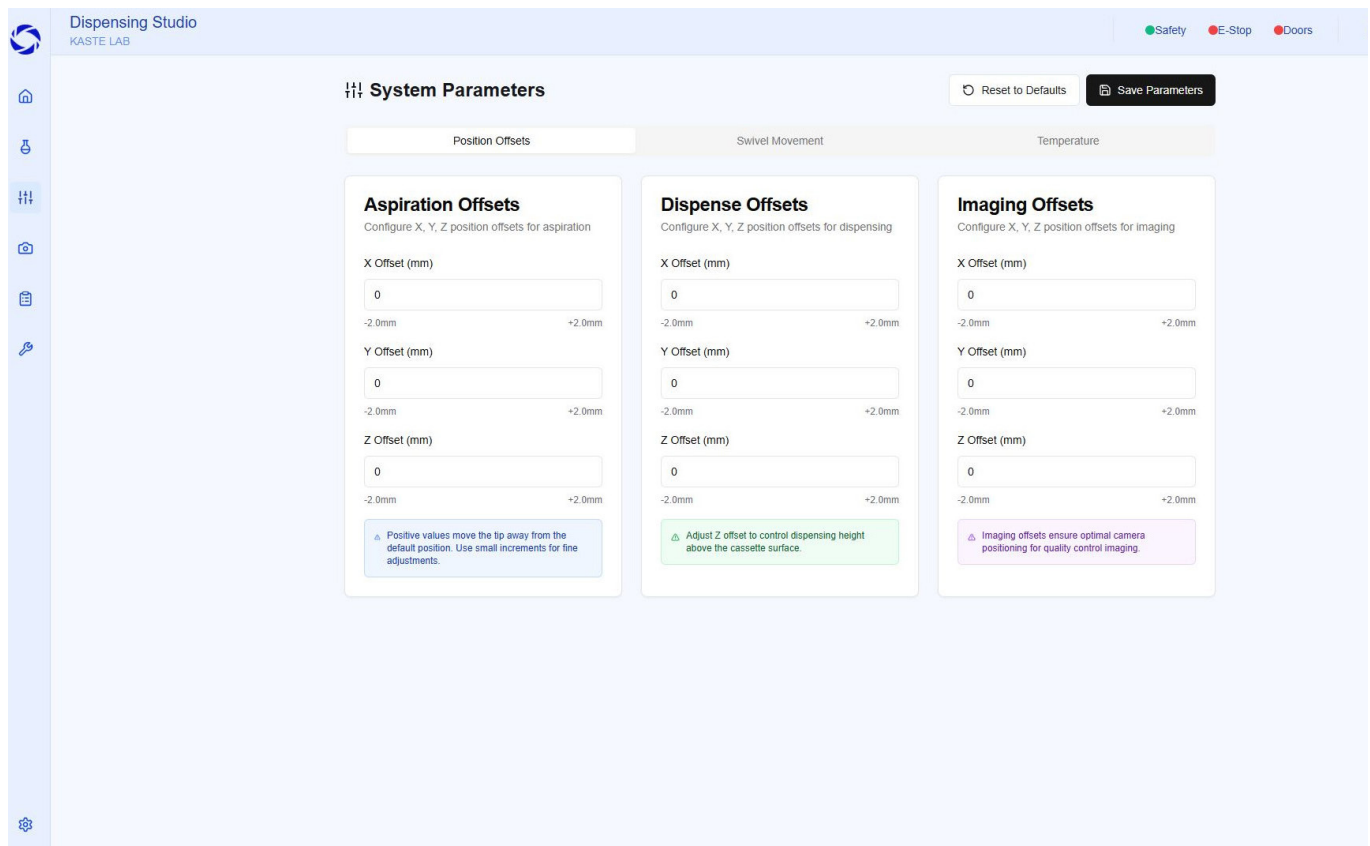 Dispensing Studio
KASTE LAB
Safety E-Stop Doors
System Parameters
Reset to Defaults
Save Parameters
Position Offsets
Swivel Movement
Temperature
Aspiration Offsets
Configure X, Y, Z position offsets for aspiration
X Offset (mm)
0
-2.0mm +2.0mm
Y Offset (mm)
0
-2.0mm +2.0mm
Z Offset (mm)
0
-2.0mm +2.0mm
Positive values move the tip away from the
default position. Use small increments for fine
adjustments.
Dispense Offsets
Configure X, Y, Z position offsets for dispensing
X Offset (mm)
0
-2.0mm +2.0mm
Y Offset (mm)
0
-2.0mm +2.0mm
Z Offset (mm)
0
-2.0mm +2.0mm
Adjust Z offset to control dispensing height
above the cassette surface.
Imaging Offsets
Configure X, Y, Z position offsets for imaging
X Offset (mm)
0
-2.0mm +2.0mm
Y Offset (mm)
0
-2.0mm +2.0mm
Z Offset (mm)
0
-2.0mm +2.0mm
Imaging offsets ensure optimal camera
positioning for quality control imaging.